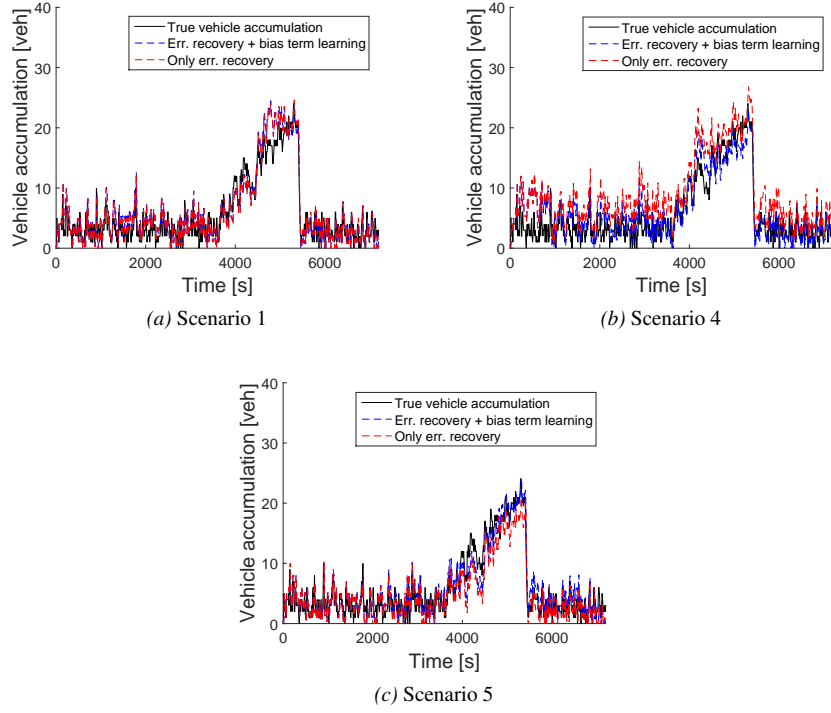 Vehicle accumulation [veh]
40
30
20
10
0
True vehicle accumulation
Err. recovery + bias term learning
Only err. recovery
0 2000 4000 6000
Time [s]
(a) Scenario 1
Vehicle accumulation [veh]
40
30
20
10
0
True vehicle accumulation
Err. recovery + bias term learning
Only err. recovery
0 2000 4000 6000
Time [s]
(b) Scenario 4
Vehicle accumulation [veh]
40
30
20
10
0
True vehicle accumulation
Err. recovery + bias term learning
Only err. recovery
0 2000 4000 6000
Time [s]
(c) Scenario 5